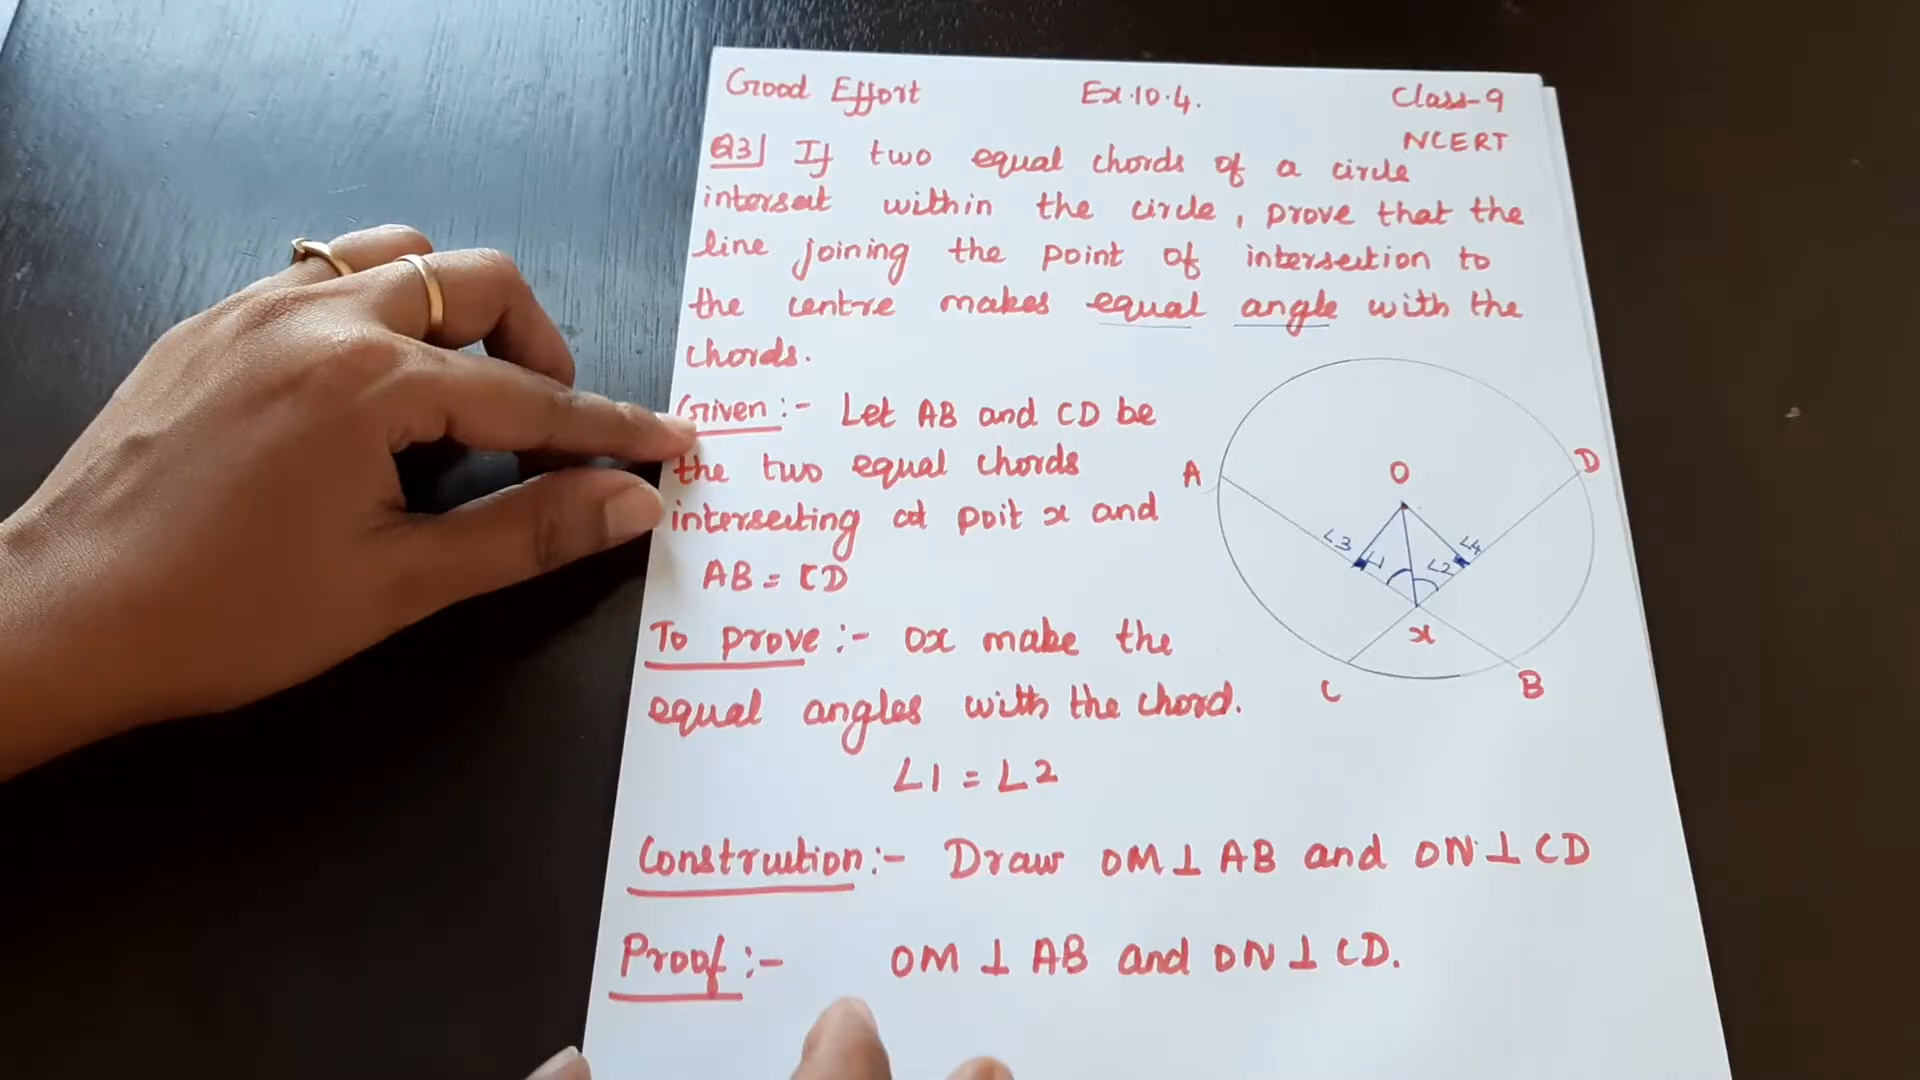 Good Effort Ex.10.4. Class-9
NCERT
Q3| If two equal chords of a circle
intersect within the circle, prove that the
line joining the point of intersection to
the centre makes equal angle with the
chords.
Given :- Let AB and CD be
the two equal chords
intersecting at poit x and
AB = CD
To prove :- ox make the
equal angles with the chord.
∠1 = ∠2
Construction :- Draw OM ⊥ AB and ON ⊥ CD
Proof :- OM ⊥ AB and ON ⊥ CD.
A
O
D
∠3
∠1
∠2
∠4
x
C
B